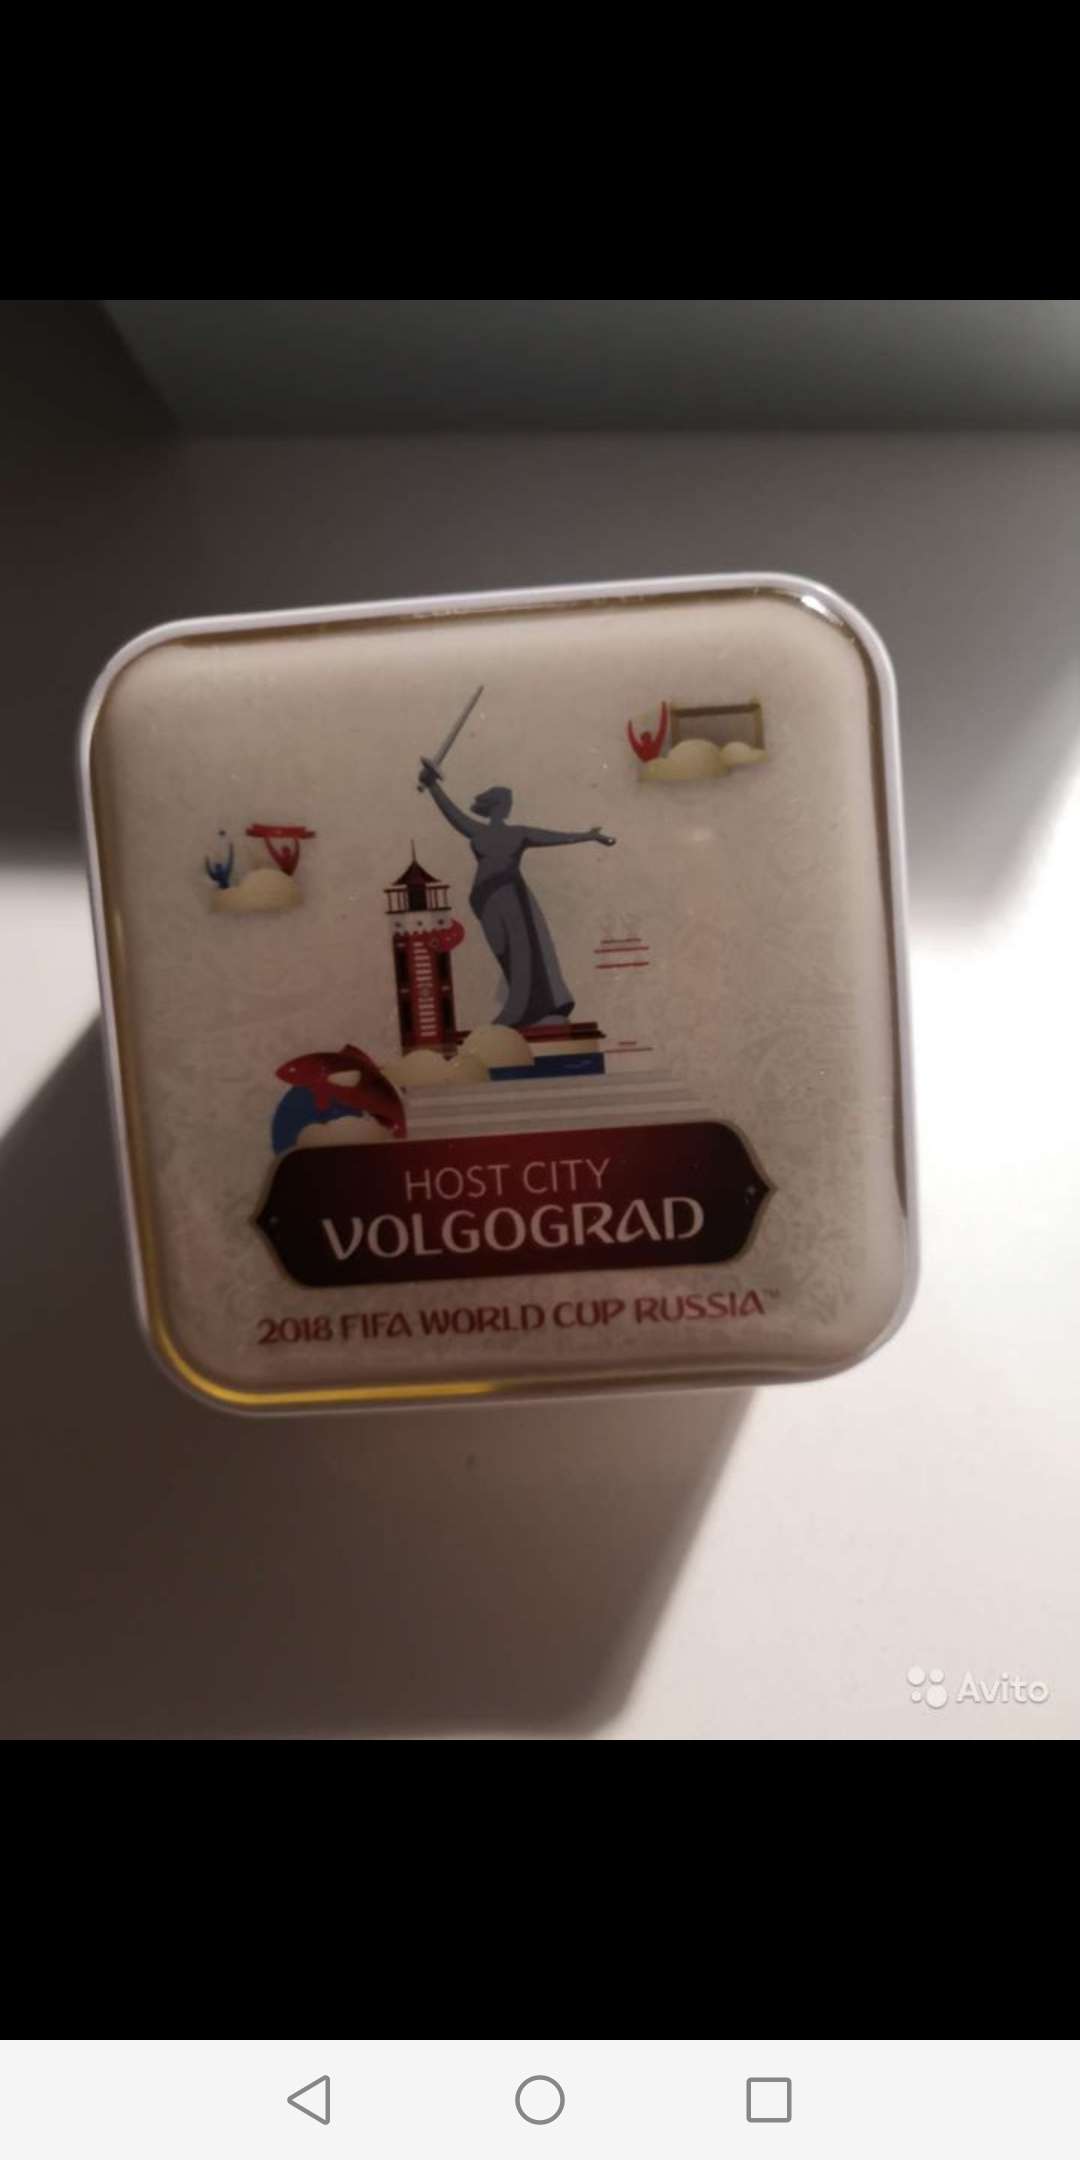 HOST CITY
VOLGOGRAD
2018 FIFA WORLD CUP RUSSIA™
Avito